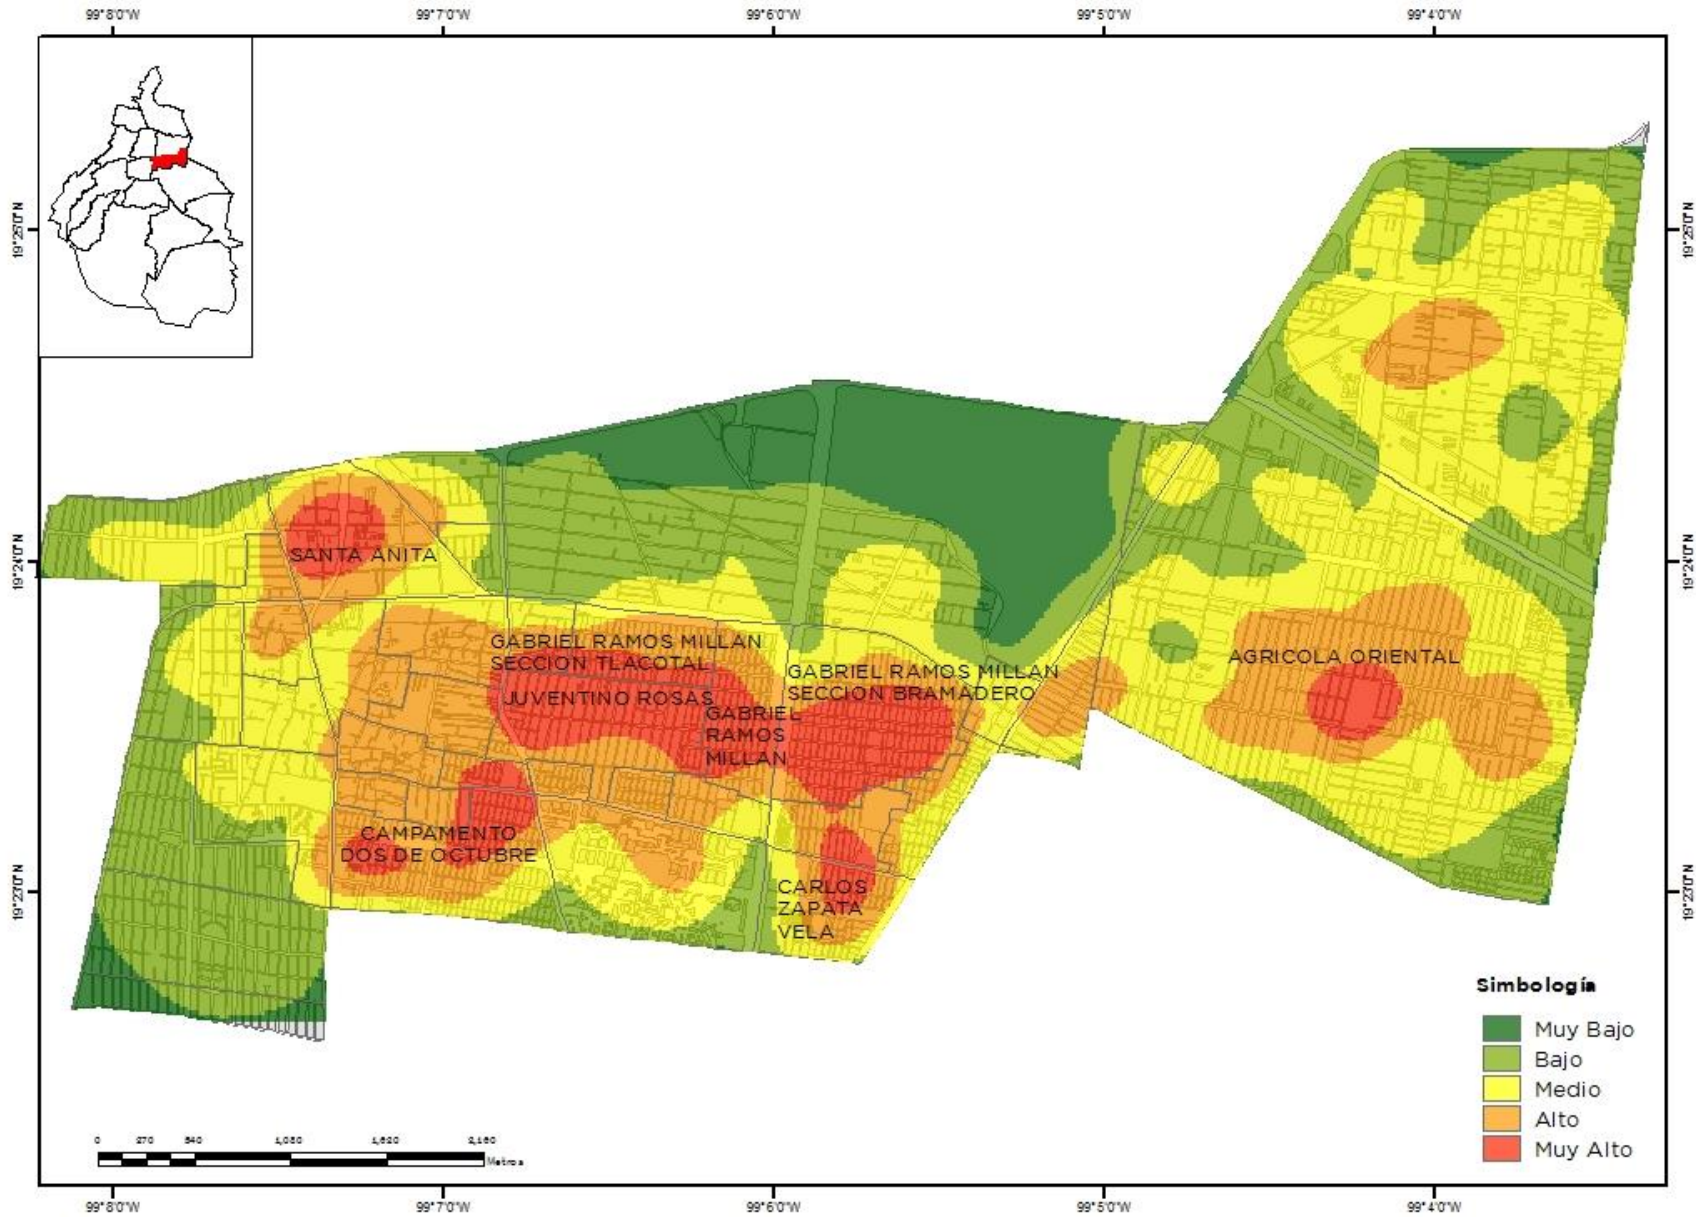 99°8'0"W 99°7'0"W 99°6'0"W 99°5'0"W 99°4'0"W
19°25'0"N
19°25'0"N
19°24'0"N
19°24'0"N
19°23'0"N
19°23'0"N
SANTA ANITA
GABRIEL RAMOS MILLAN
SECCION TLACOTAL
JUVENTINO ROSAS
GABRIEL
RAMOS
MILLAN
GABRIEL RAMOS MILLAN
SECCION BRAMADERO
AGRICOLA ORIENTAL
CAMPAMENTO
DOS DE OCTUBRE
CARLOS
ZAPATA
VELA
Simbología
Muy Bajo
Bajo
Medio
Alto
Muy Alto
0 270 540 1,080 1,620 2,160
Metros
99°8'0"W 99°7'0"W 99°6'0"W 99°5'0"W 99°4'0"W